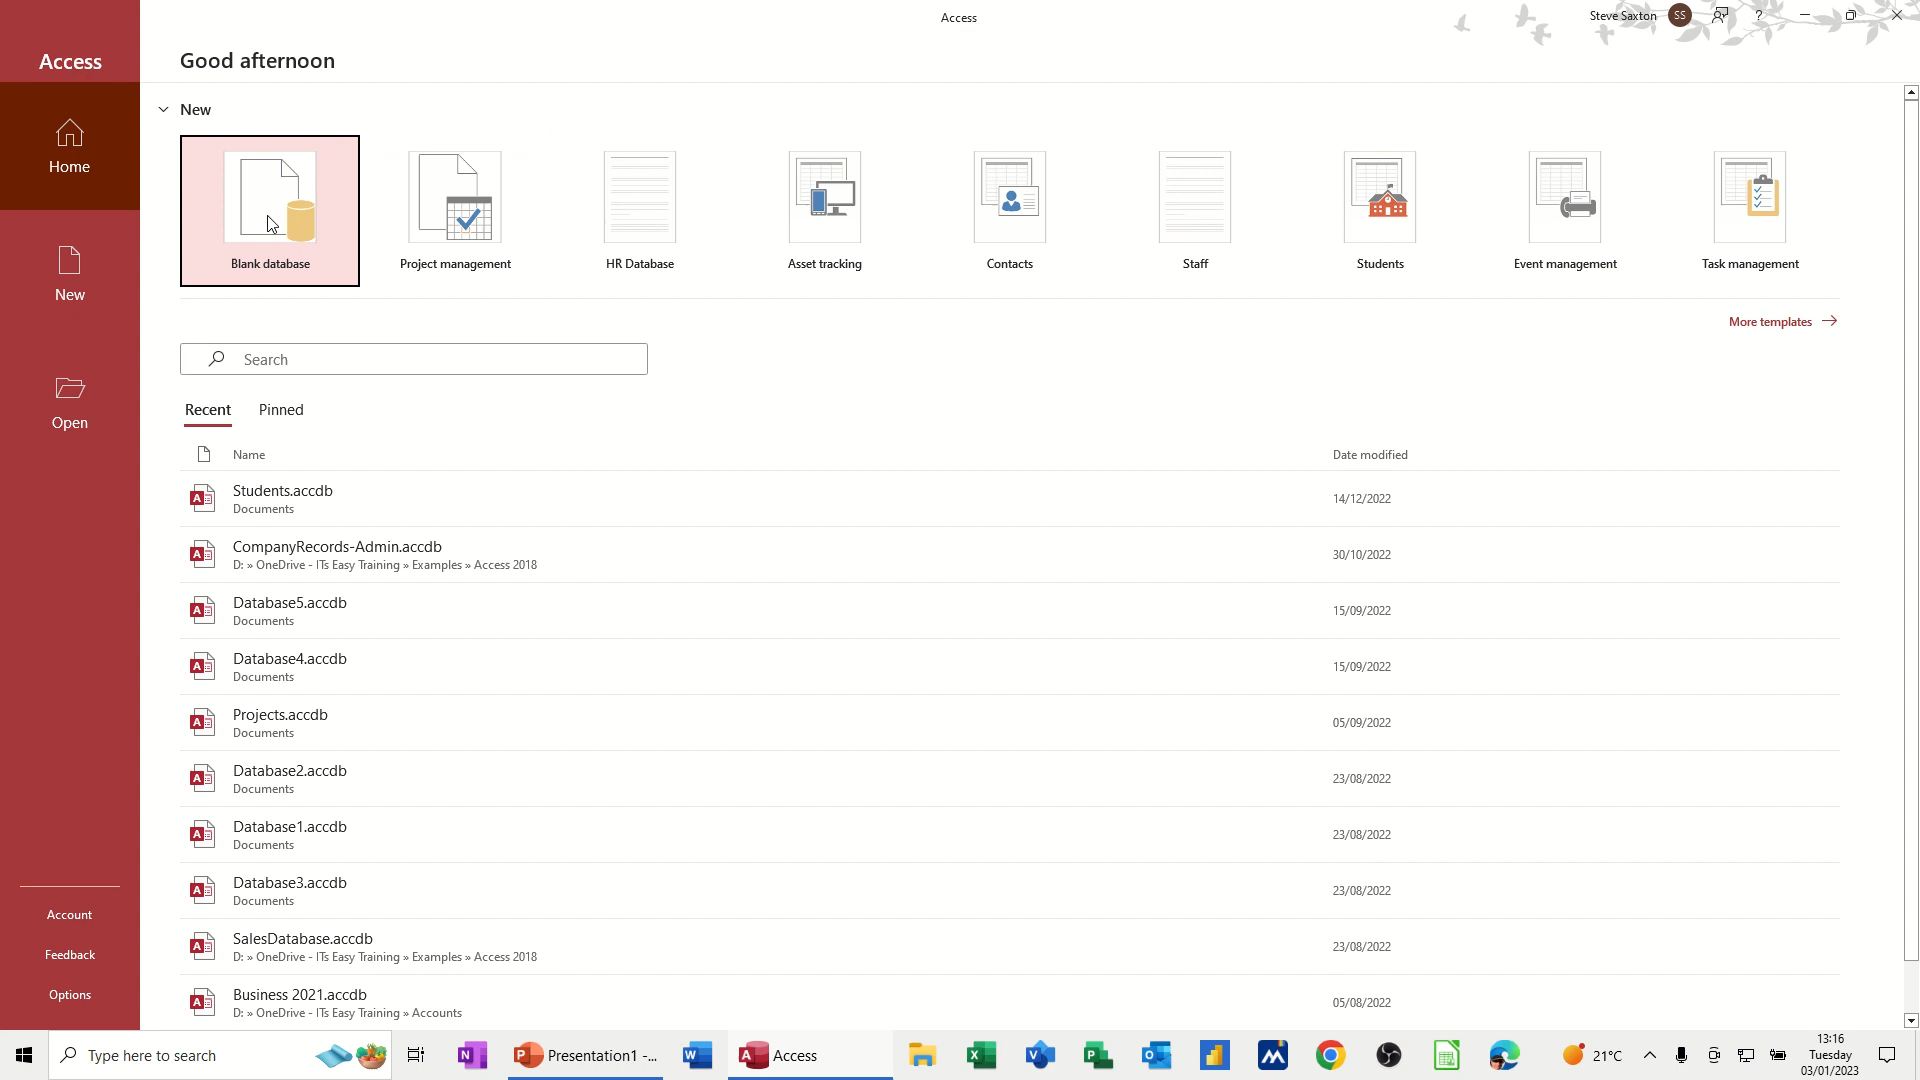 Access
Steve Saxton SS ?
Access
Good afternoon
Home
New
Open
New
Blank database
Project management
HR Database
Asset tracking
Contacts
Staff
Students
Event management
Task management
More templates
Search
Recent Pinned
Name Date modified
Students.accdb
Documents
14/12/2022
CompanyRecords-Admin.accdb
D: » OneDrive - ITs Easy Training » Examples » Access 2018
30/10/2022
Database5.accdb
Documents
15/09/2022
Database4.accdb
Documents
15/09/2022
Projects.accdb
Documents
05/09/2022
Database2.accdb
Documents
23/08/2022
Database1.accdb
Documents
23/08/2022
Database3.accdb
Documents
23/08/2022
SalesDatabase.accdb
D: » OneDrive - ITs Easy Training » Examples » Access 2018
23/08/2022
Business 2021.accdb
D: » OneDrive - ITs Easy Training » Accounts
05/08/2022
Account
Feedback
Options
Type here to search
Presentation1 -...
Access
21°C
13:16
Tuesday
03/01/2023